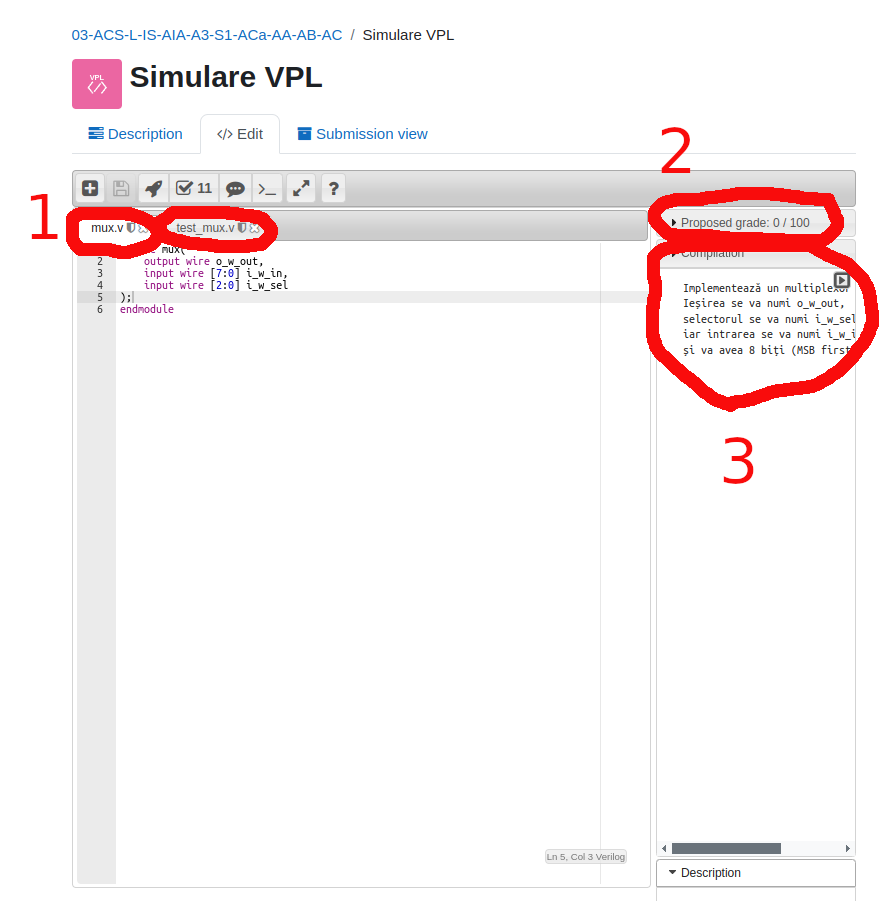 03-ACS-L-IS-AIA-A3-S1-ACa-AA-AB-AC / Simulare VPL
VPL
Simulare VPL
Description </> Edit Submission view
2
11 >_ ?
1
mux.v test_mux.v
Proposed grade: 0 / 100
Compilation
mux(
2 output wire o_w_out,
3 input wire [7:0] i_w_in,
4 input wire [2:0] i_w_sel
5 );
6 endmodule
Implementează un multiplexor
Ieșirea se va numi o_w_out,
selectorul se va numi i_w_sel
iar intrarea se va numi i_w_i
și va avea 8 biți (MSB first
3
Ln 5, Col 3 Verilog
Description